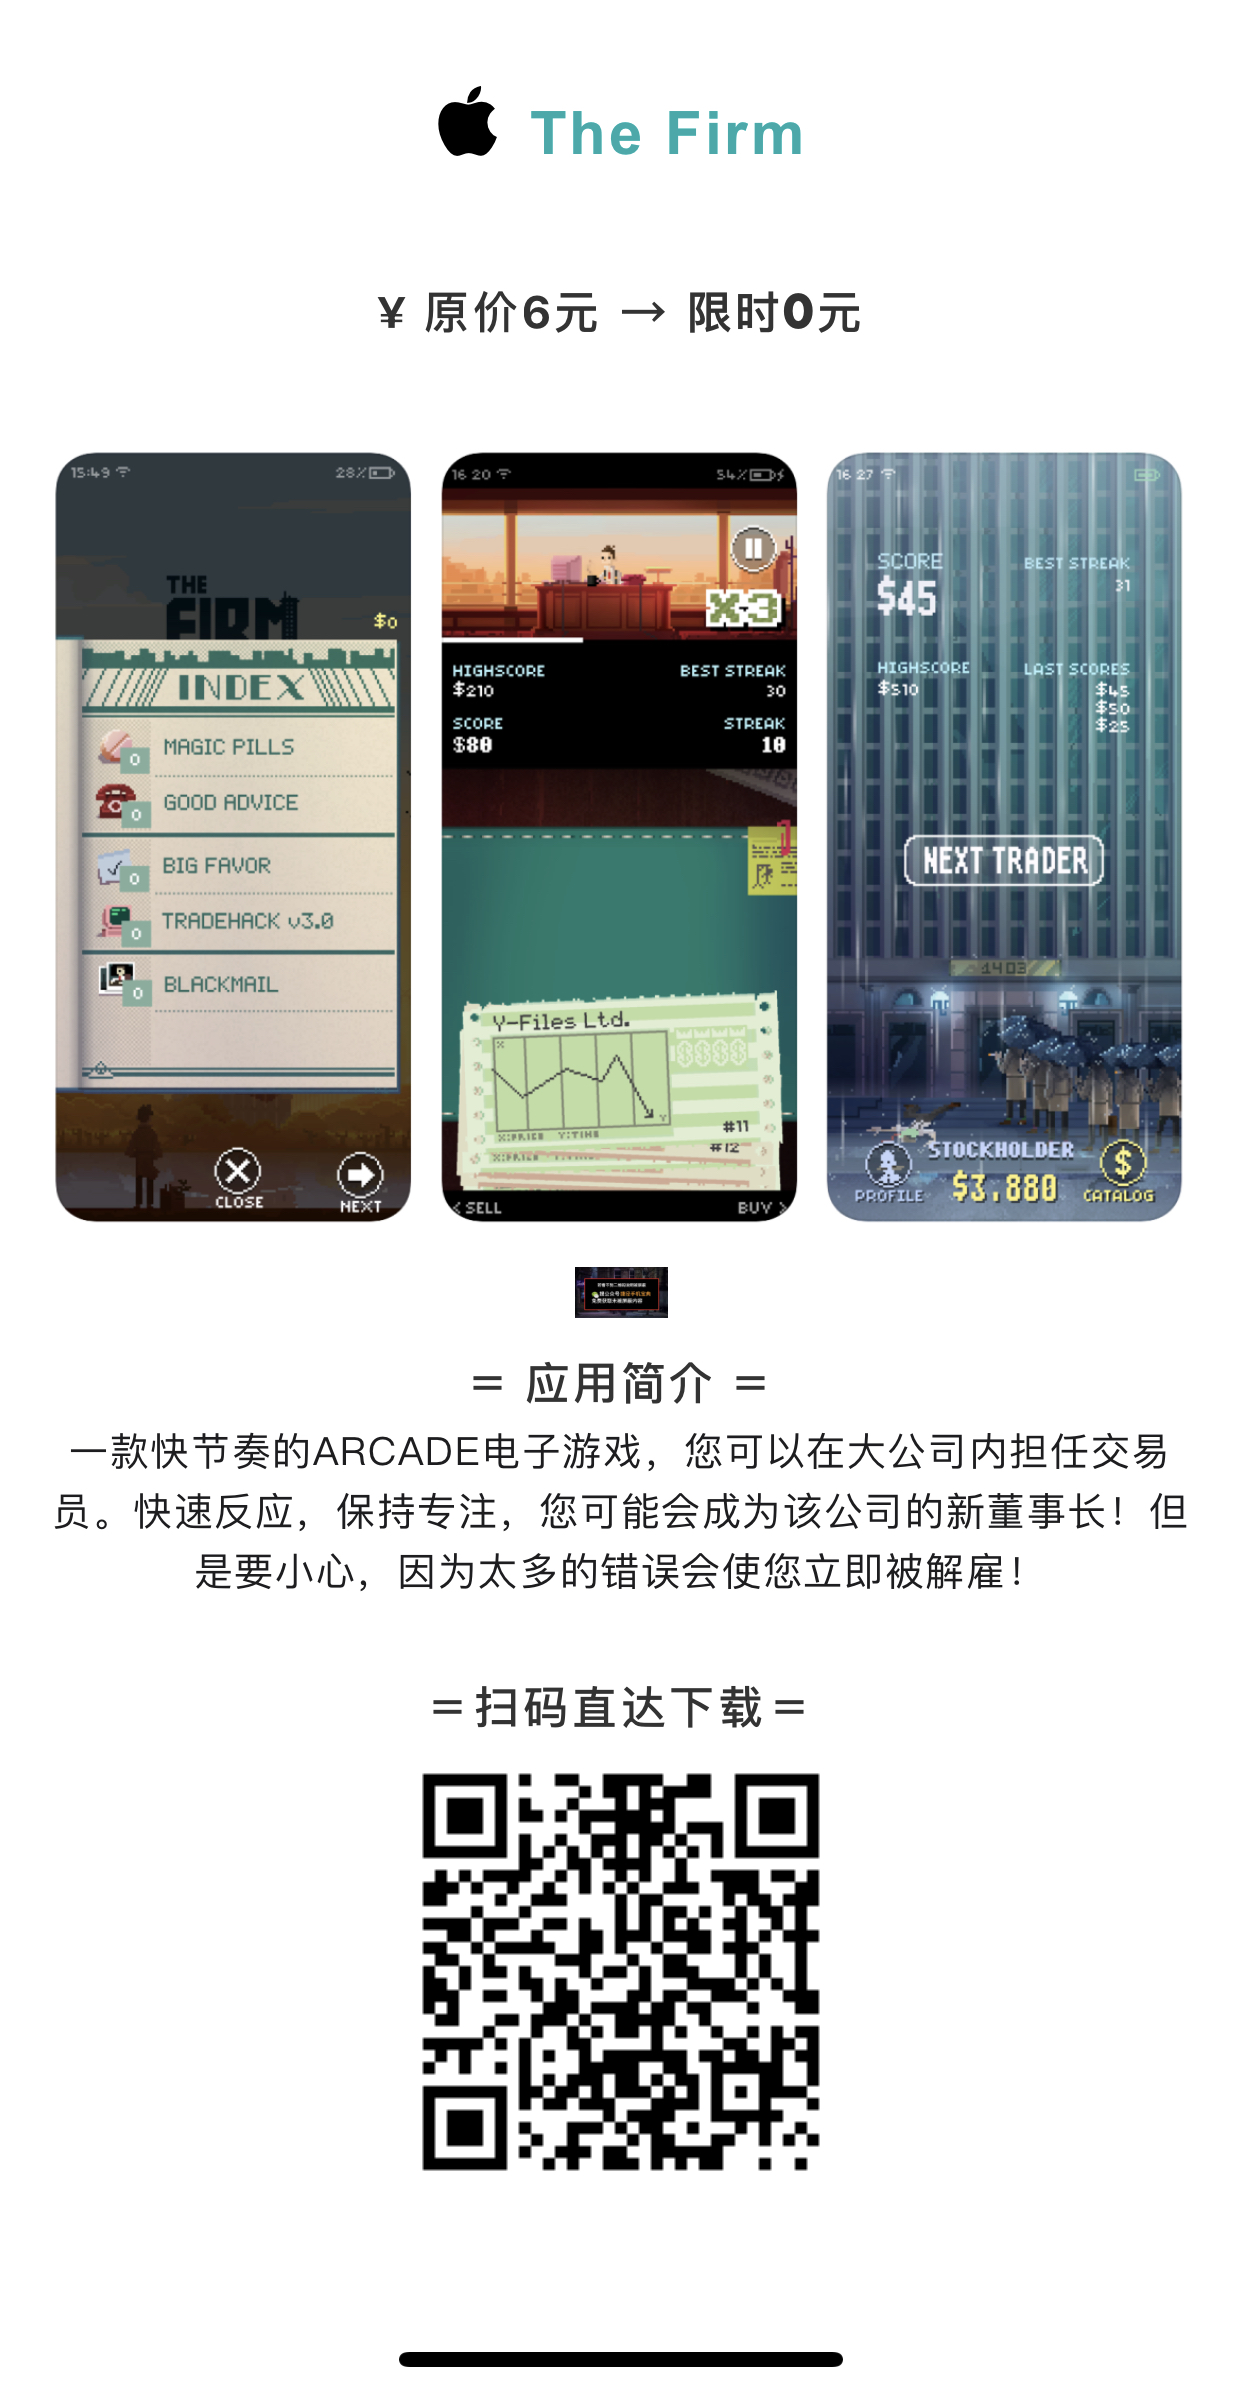 The Firm
¥ 原价6元 → 限时0元
15:49
28%
THE
FIRM
$0
INDEX
0 MAGIC PILLS
0 GOOD ADVICE
0 BIG FAVOR
0 TRADEHACK v3.0
0 BLACKMAIL
CLOSE
NEXT
16 20
54%
X·3
HIGHSCORE
$210
BEST STREAK
30
SCORE
$80
STREAK
10
Y-Files Ltd.
X
$$$$
Y
X:PRICE Y:TIME
#11
#12
< SELL
BUY >
16 27
SCORE
$45
BEST STREAK
31
HIGHSCORE
$510
LAST SCORES
$45
$50
$25
NEXT TRADER
1403
STOCKHOLDER
$3.880
PROFILE
$
CATALOG
= 应用简介 =
一款快节奏的ARCADE电子游戏，您可以在大公司内担任交易
员。快速反应，保持专注，您可能会成为该公司的新董事长！但
是要小心，因为太多的错误会使您立即被解雇！
=扫码直达下载=